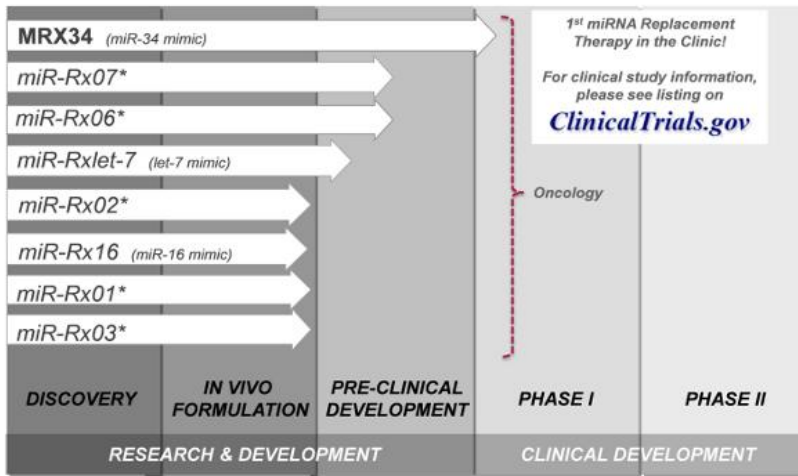 MRX34 (miR-34 mimic)
1st miRNA Replacement
Therapy in the Clinic!
For clinical study information,
please see listing on
ClinicalTrials.gov
miR-Rx07*
miR-Rx06*
miR-Rxlet-7 (let-7 mimic)
miR-Rx02*
Oncology
miR-Rx16 (miR-16 mimic)
miR-Rx01*
miR-Rx03*
DISCOVERY
IN VIVO
FORMULATION
PRE-CLINICAL
DEVELOPMENT
PHASE I
PHASE II
RESEARCH & DEVELOPMENT
CLINICAL DEVELOPMENT